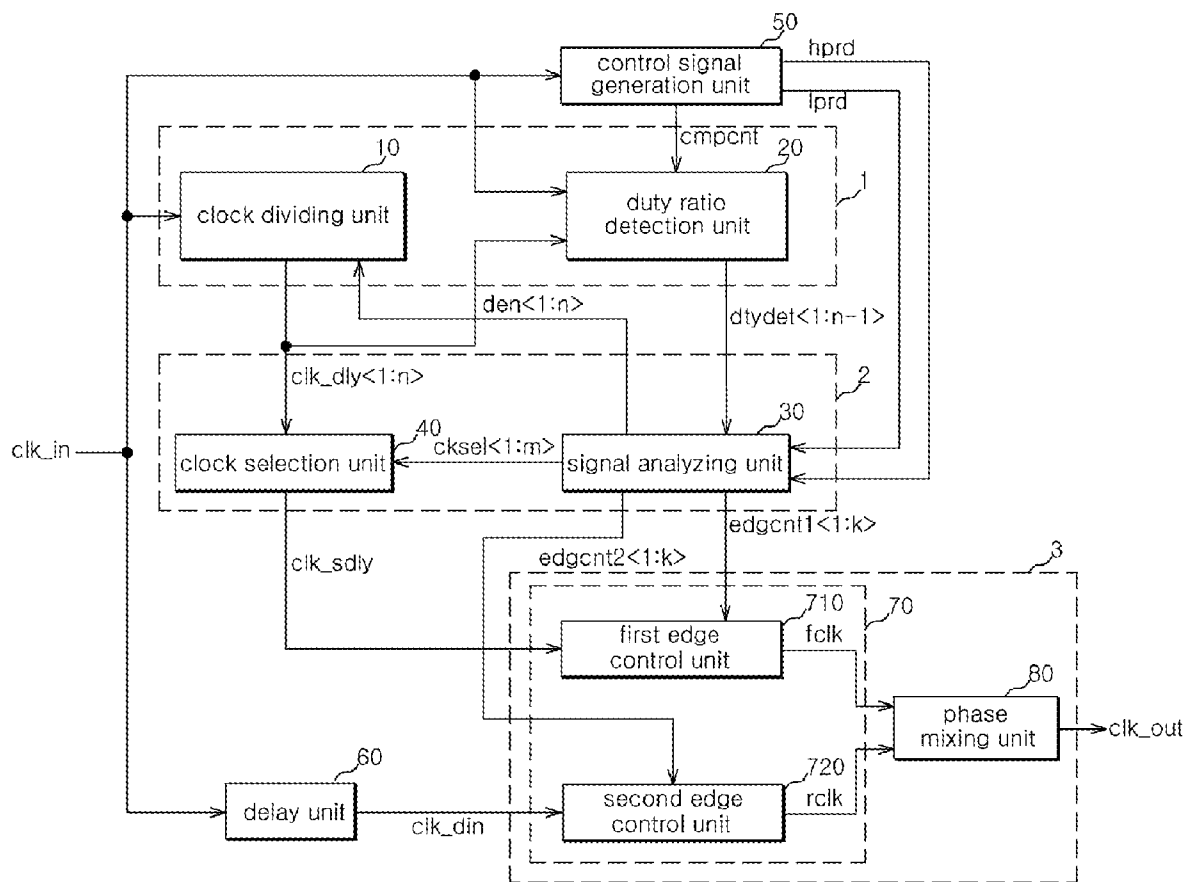 50
hprd
control signal
generation unit
lprd
cmpcnt
10
20
1
clock dividing unit
duty ratio
detection unit
den<1:n>
dtydet<1:n-1>
clk_dly<1:n>
2
30
40
clk_in
cksel<1:m>
clock selection unit
signal analyzing unit
edgcnt1<1:k>
clk_sdly
edgcnt2<1:k>
3
710
70
first edge
control unit
fclk
80
phase
mixing unit
clk_out
60
720
delay unit
clk_din
second edge
control unit
rclk